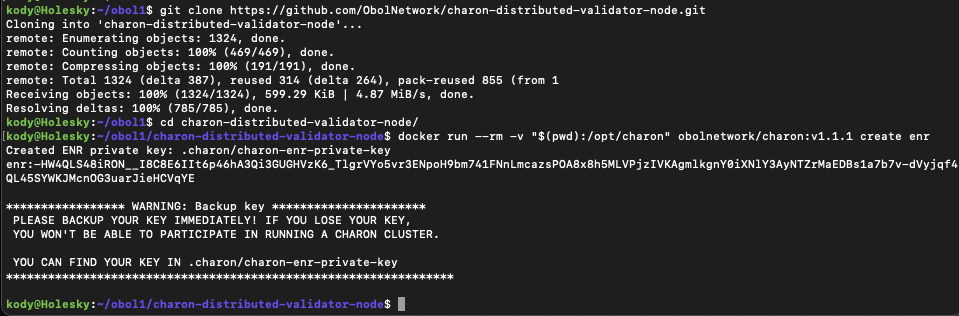 kody@Holesky:~/obol1$ git clone https://github.com/ObolNetwork/charon-distributed-validator-node.git
Cloning into 'charon-distributed-validator-node'...
remote: Enumerating objects: 1324, done.
remote: Counting objects: 100% (469/469), done.
remote: Compressing objects: 100% (191/191), done.
remote: Total 1324 (delta 387), reused 314 (delta 264), pack-reused 855 (from 1
Receiving objects: 100% (1324/1324), 599.29 KiB | 4.87 MiB/s, done.
Resolving deltas: 100% (785/785), done.
kody@Holesky:~/obol1$ cd charon-distributed-validator-node/
[kody@Holesky:~/obol1/charon-distributed-validator-node$ docker run --rm -v "$(pwd):/opt/charon" obolnetwork/charon:v1.1.1 create enr
Created ENR private key: .charon/charon-enr-private-key
enr:-HW4QLS48iRON__I8C8E6IIt6p46hA3Qi3GUGHVzK6_TlgrVYo5vr3ENpoH9bm741FNnLmcazsPOA8x8h5MLVPjzIVKAgmlkgnY0iXNlY3AyNTZrMaEDBs1a7b7v-dVyjqf4
QL45SYWKJMcnOG3uarJieHCVqYE

***************** WARNING: Backup key **********************
 PLEASE BACKUP YOUR KEY IMMEDIATELY! IF YOU LOSE YOUR KEY,
 YOU WON'T BE ABLE TO PARTICIPATE IN RUNNING A CHARON CLUSTER.

 YOU CAN FIND YOUR KEY IN .charon/charon-enr-private-key
****************************************************************

kody@Holesky:~/obol1/charon-distributed-validator-node$